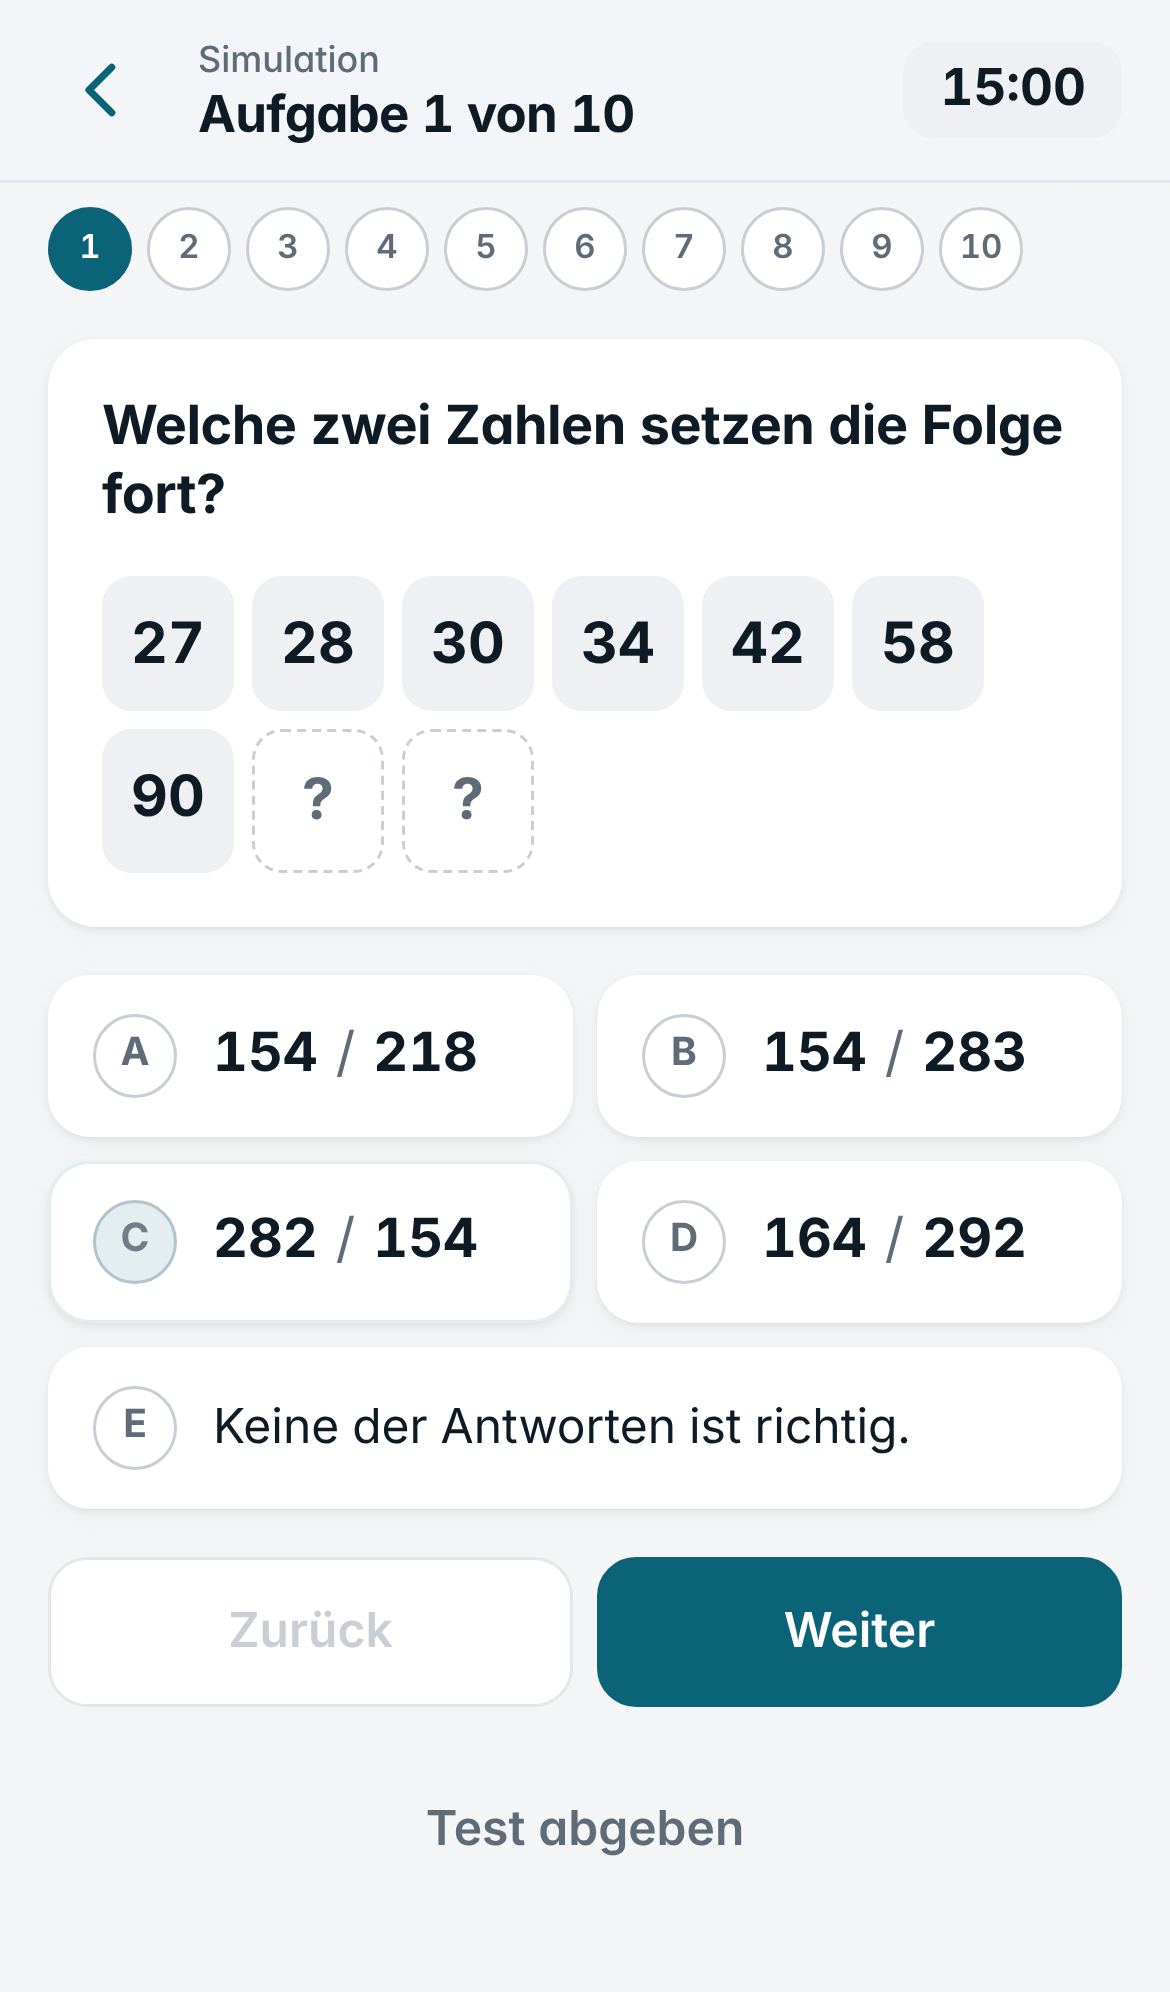 Simulation
Aufgabe 1 von 10
15:00
1 2 3 4 5 6 7 8 9 10
Welche zwei Zahlen setzen die Folge
fort?
27 28 30 34 42 58
90 ? ?
A 154 / 218
B 154 / 283
C 282 / 154
D 164 / 292
E Keine der Antworten ist richtig.
Zurück
Weiter
Test abgeben